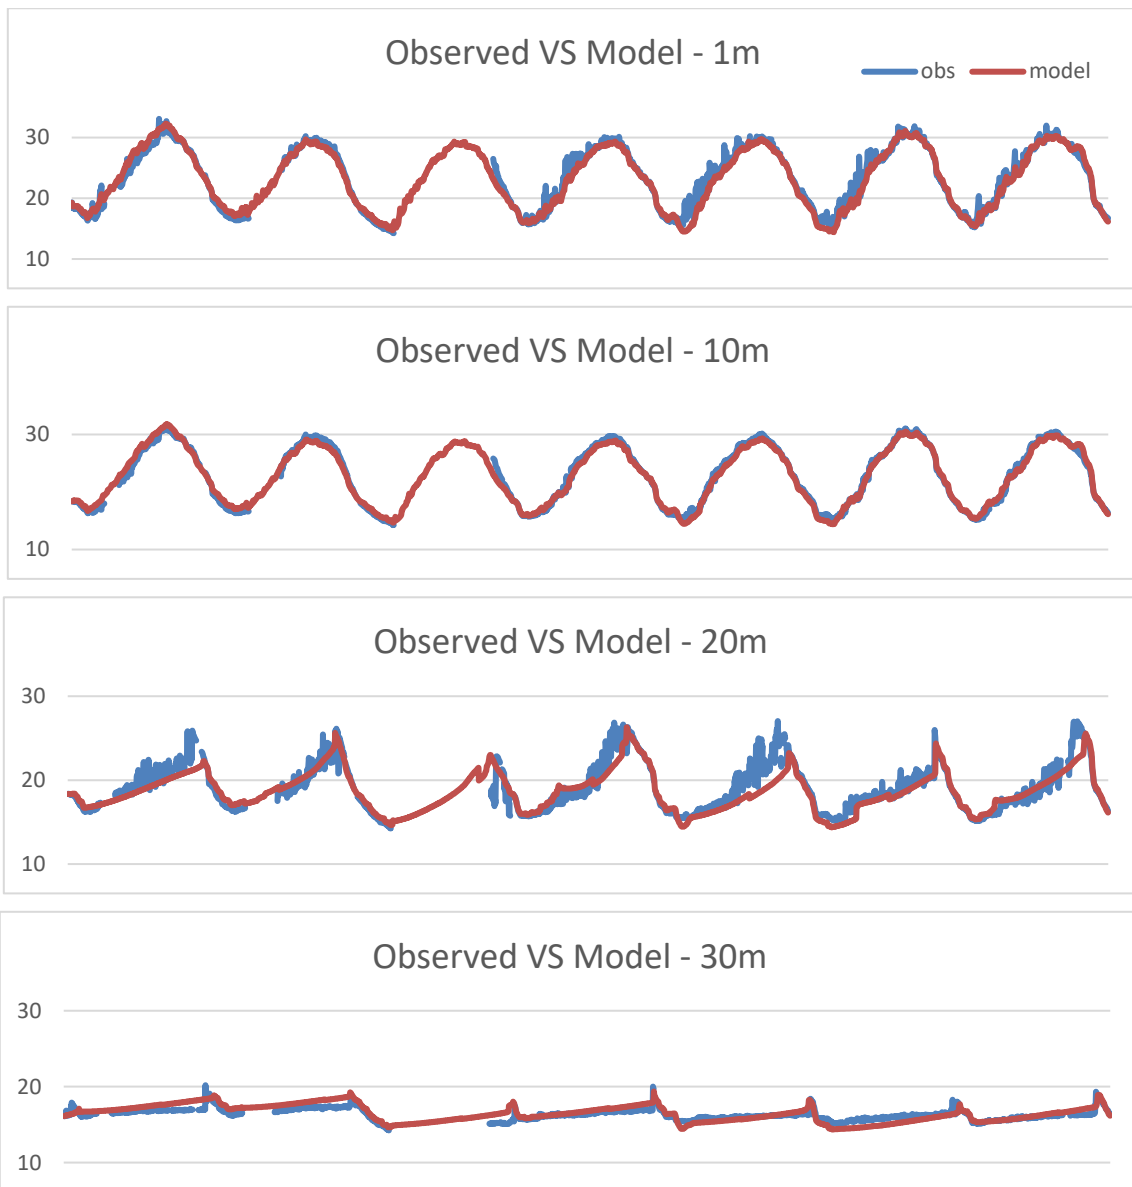 Observed VS Model - 1m
obs model
30
20
10
Observed VS Model - 10m
30
10
Observed VS Model - 20m
30
20
10
Observed VS Model - 30m
30
20
10